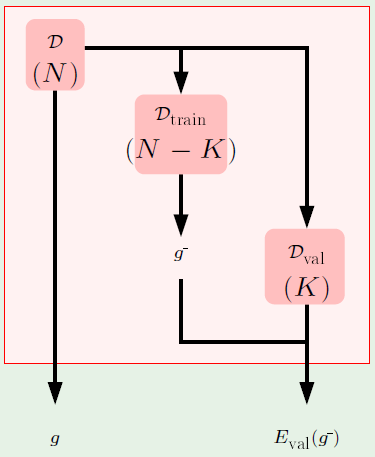 𝒟
(N)
𝒟train
(N − K)
g⁻
𝒟val
(K)
g
Eval(g⁻)